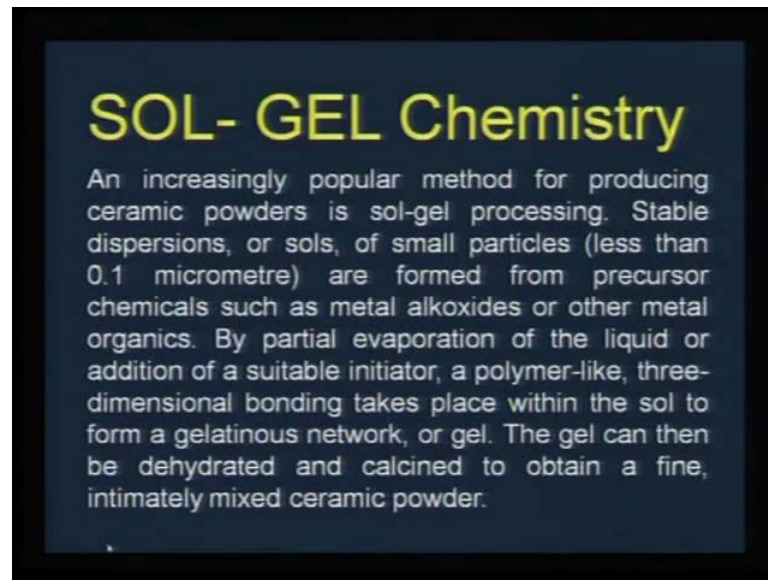 SOL- GEL Chemistry
An increasingly popular method for producing
ceramic powders is sol-gel processing. Stable
dispersions, or sols, of small particles (less than
0.1 micrometre) are formed from precursor
chemicals such as metal alkoxides or other metal
organics. By partial evaporation of the liquid or
addition of a suitable initiator, a polymer-like, three-
dimensional bonding takes place within the sol to
form a gelatinous network, or gel. The gel can then
be dehydrated and calcined to obtain a fine,
intimately mixed ceramic powder.